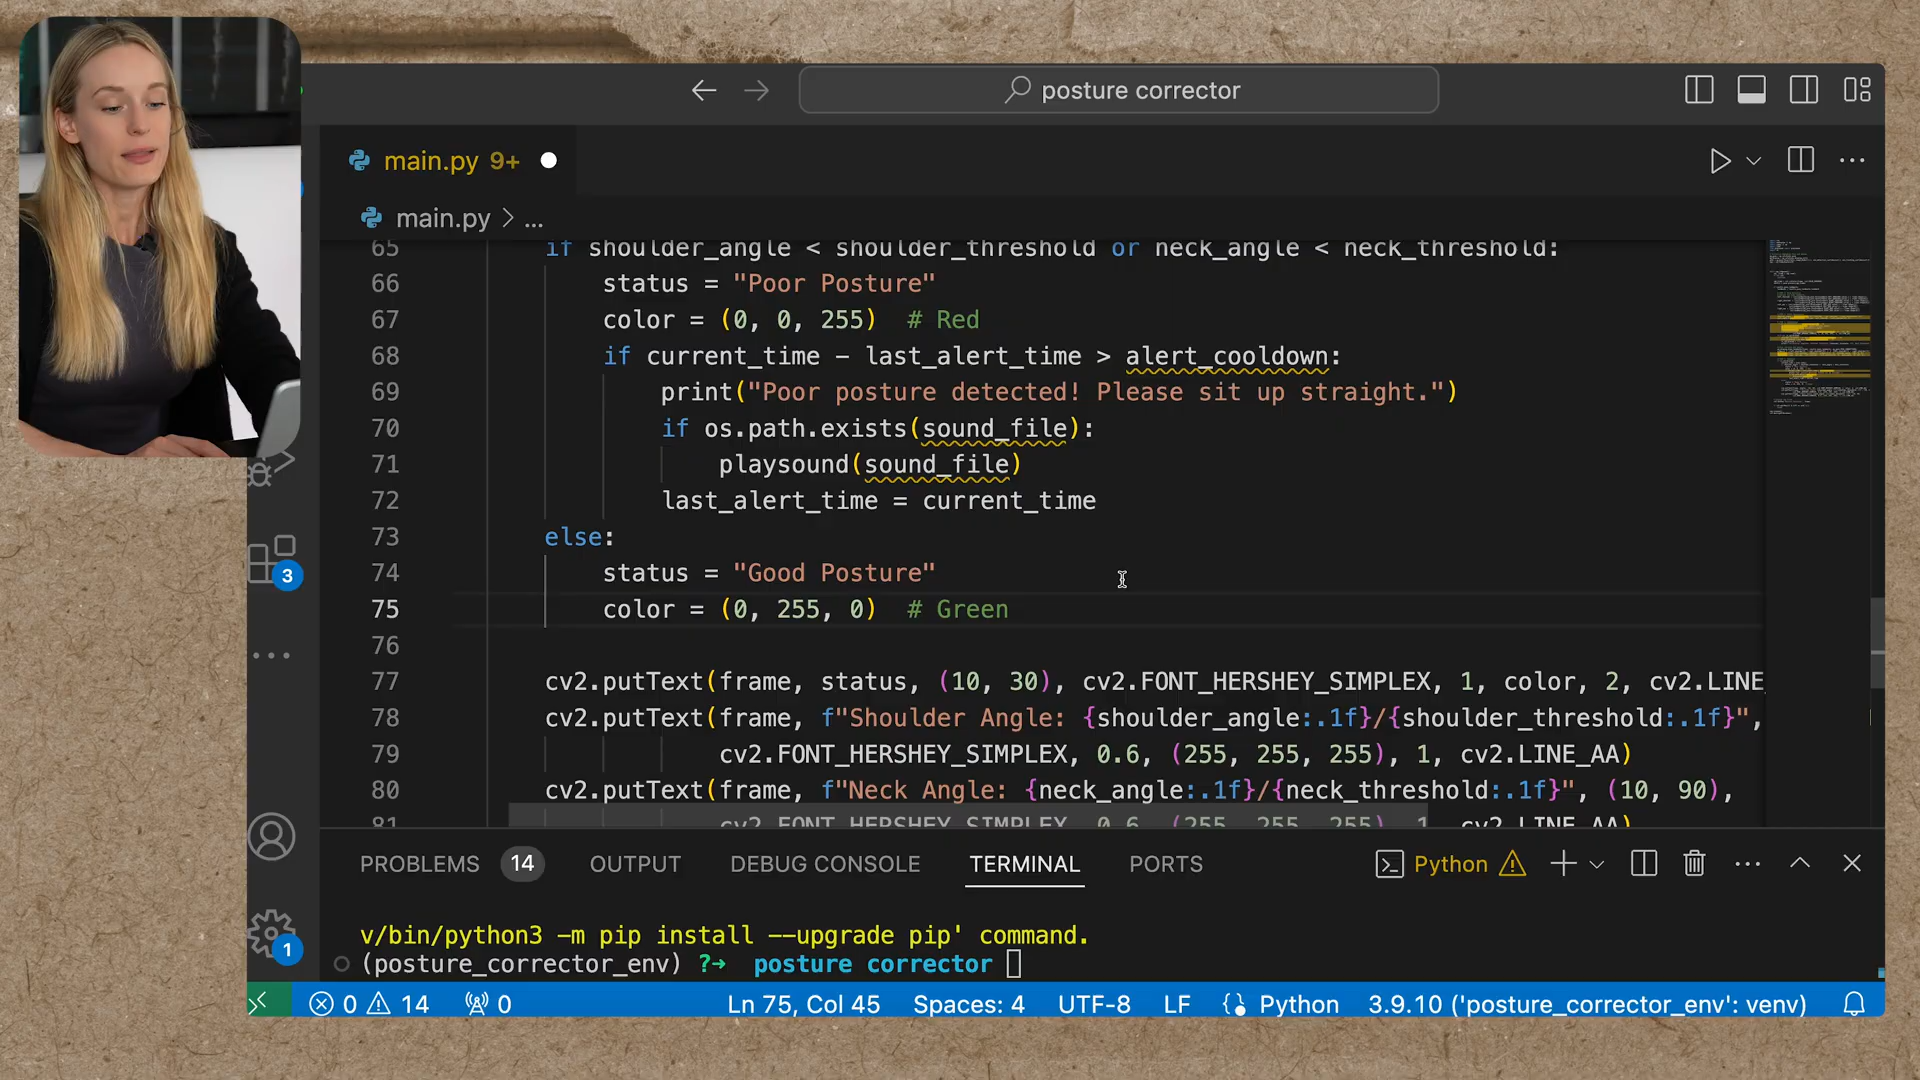 posture corrector
main.py 9+
main.py > ...
65 if shoulder_angle < shoulder_threshold or neck_angle < neck_threshold:
66 status = "Poor Posture"
67 color = (0, 0, 255)  # Red
68 if current_time - last_alert_time > alert_cooldown:
69 print("Poor posture detected! Please sit up straight.")
70 if os.path.exists(sound_file):
71 playsound(sound_file)
72 last_alert_time = current_time
73 else:
74 status = "Good Posture"
75 color = (0, 255, 0)  # Green
76
77 cv2.putText(frame, status, (10, 30), cv2.FONT_HERSHEY_SIMPLEX, 1, color, 2, cv2.LINE
78 cv2.putText(frame, f"Shoulder Angle: {shoulder_angle:.1f}/{shoulder_threshold:.1f}",
79 cv2.FONT_HERSHEY_SIMPLEX, 0.6, (255, 255, 255), 1, cv2.LINE_AA)
80 cv2.putText(frame, f"Neck Angle: {neck_angle:.1f}/{neck_threshold:.1f}", (10, 90),
81 cv2.FONT_HERSHEY_SIMPLEX, 0.6, (255, 255, 255), 1, cv2.LINE_AA)
3
1
PROBLEMS 14 OUTPUT DEBUG CONSOLE TERMINAL PORTS Python
v/bin/python3 -m pip install --upgrade pip' command.
(posture_corrector_env) ?→ posture corrector
0 14 0 Ln 75, Col 45 Spaces: 4 UTF-8 LF Python 3.9.10 ('posture_corrector_env': venv)